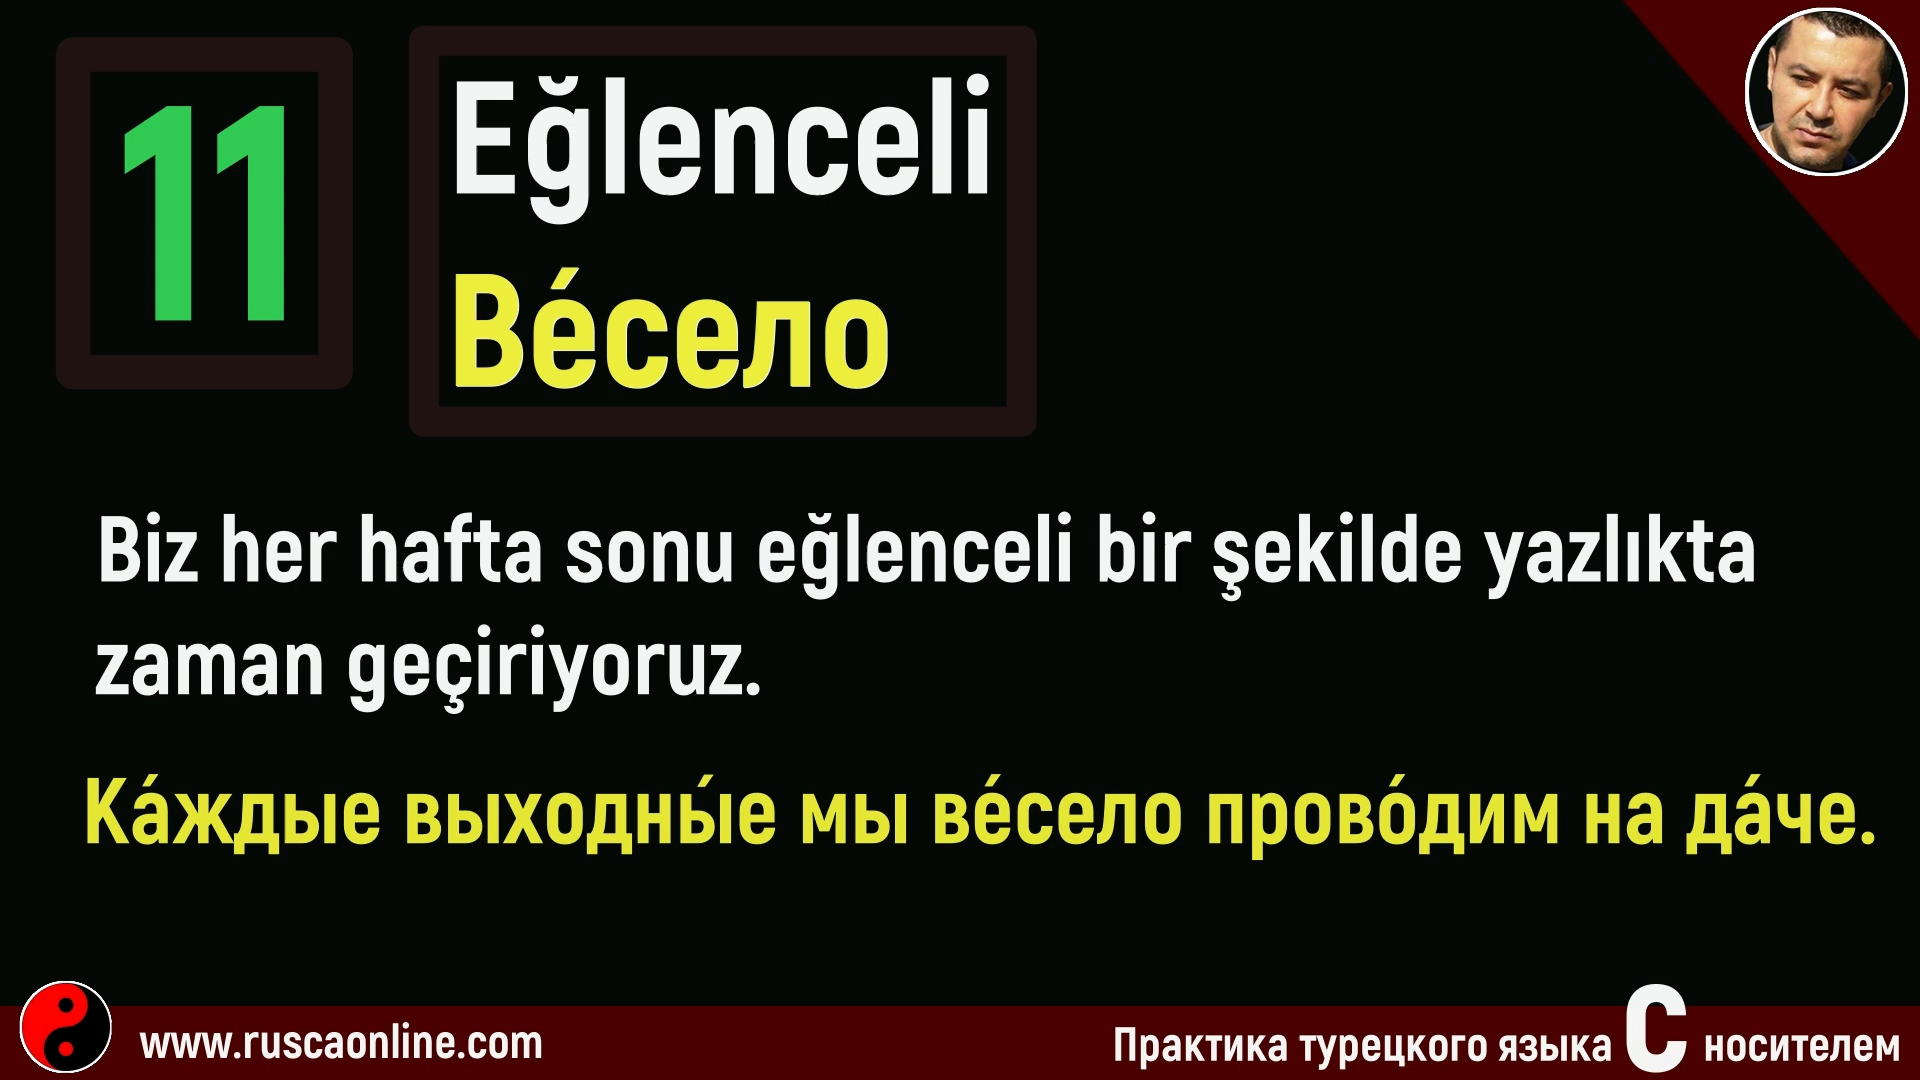 11
Eğlenceli
Ве́село
Biz her hafta sonu eğlenceli bir şekilde yazlıkta
zaman geçiriyoruz.
Ка́ждые выходны́е мы ве́село прово́дим на да́че.
www.ruscaonline.com
Практика турецкого языка С носителем